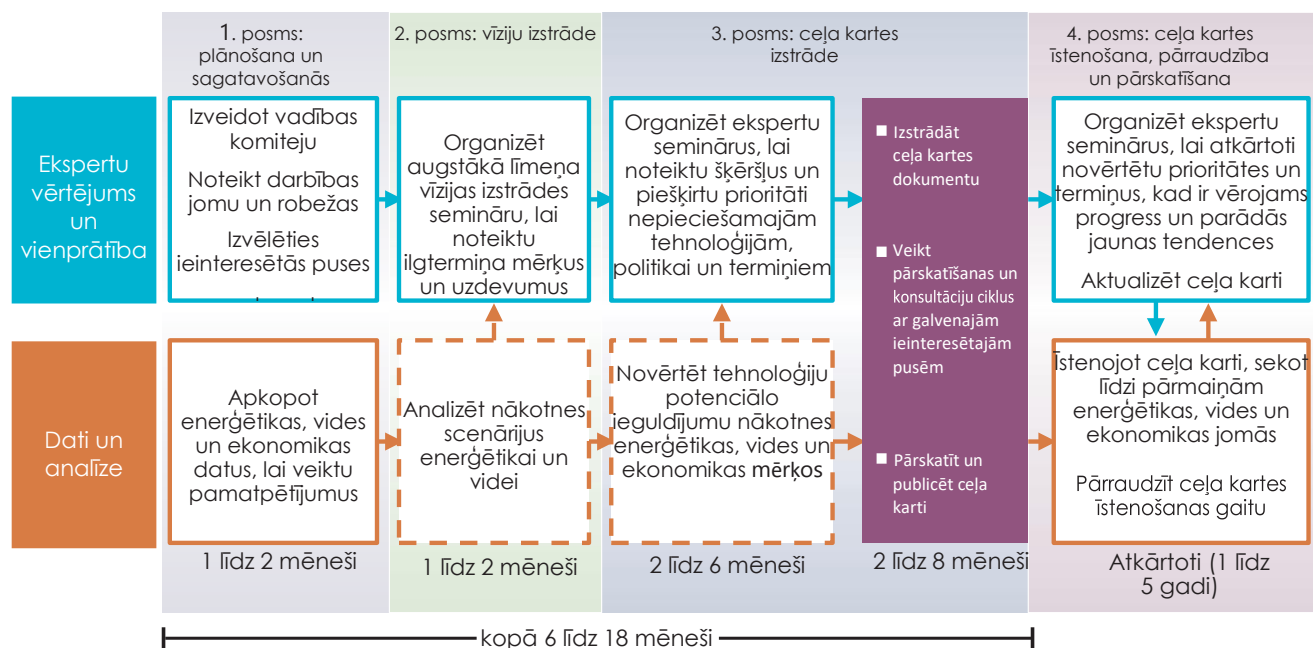 1. posms:
plānošana un
sagatavošanās
2. posms: vīziju izstrāde
3. posms: ceļa kartes
izstrāde
4. posms: ceļa kartes
īstenošana, pārraudzība
un pārskatīšana
Ekspertu
vērtējums
un
vienprātība
Izveidot vadības
komiteju
Noteikt darbības
jomu un robežas
Izvēlēties
ieinteresētās puses
Organizēt
augstākā līmeņa
vīzijas izstrādes
semināru, lai
noteiktu
ilgtermiņa mērķus
un uzdevumus
Organizēt ekspertu
seminārus, lai
noteiktu šķēršļus un
piešķirtu prioritāti
nepieciešamajām
tehnoloģijām,
politikai un termiņiem
Izstrādāt
ceļa kartes
dokumentu
Veikt
pārskatīšanas un
konsultāciju ciklus
ar galvenajām
ieinteresētajām
pusēm
Pārskatīt un
publicēt ceļa
karti
Organizēt ekspertu
seminārus, lai atkārtoti
novērtētu prioritātes un
termiņus, kad ir vērojams
progress un parādās
jaunas tendences
Aktualizēt ceļa karti
Dati un
analīze
Apkopot
enerģētikas, vides
un ekonomikas
datus, lai veiktu
pamatpētījumus
Analizēt nākotnes
scenārijus
enerģētikai un
videi
Novērtēt tehnoloģiju
potenciālo
ieguldījumu nākotnes
enerģētikas, vides un
ekonomikas mērķos
Īstenojot ceļa karti, sekot
līdzi pārmaiņām
enerģētikas, vides un
ekonomikas jomās
Pārraudzīt ceļa kartes
īstenošanas gaitu
1 līdz 2 mēneši
1 līdz 2 mēneši
2 līdz 6 mēneši
2 līdz 8 mēneši
Atkārtoti (1 līdz
5 gadi)
kopā 6 līdz 18 mēneši